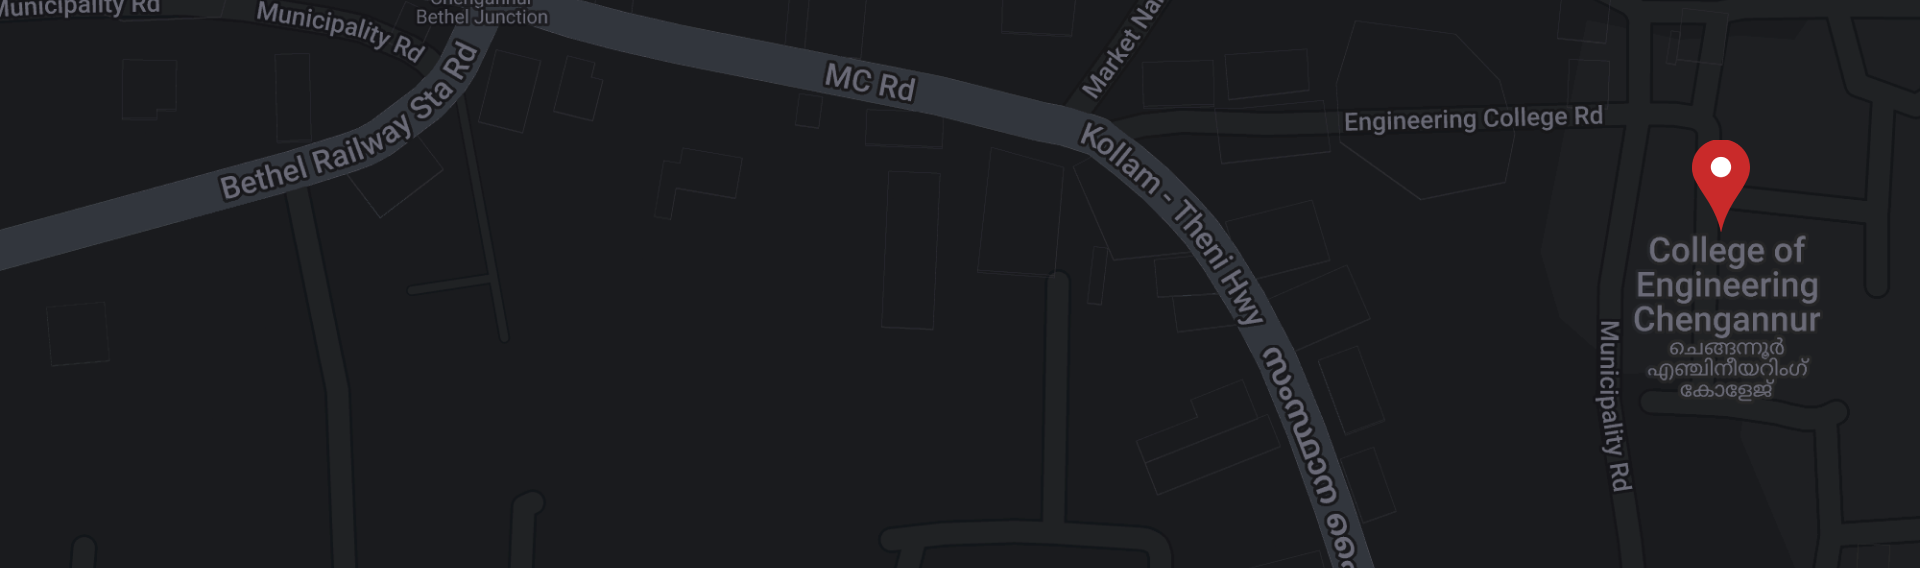 Municipality Rd
Municipality Rd
Chengannur
Bethel Junction
Bethel Railway Sta Rd
MC Rd
Market
Engineering College Rd
Kollam - Theni Hwy
സംസ്ഥാന
Municipality Rd
College of
Engineering
Chengannur
ചെങ്ങന്നൂർ
എഞ്ചിനീയറിംഗ്
കോളേജ്